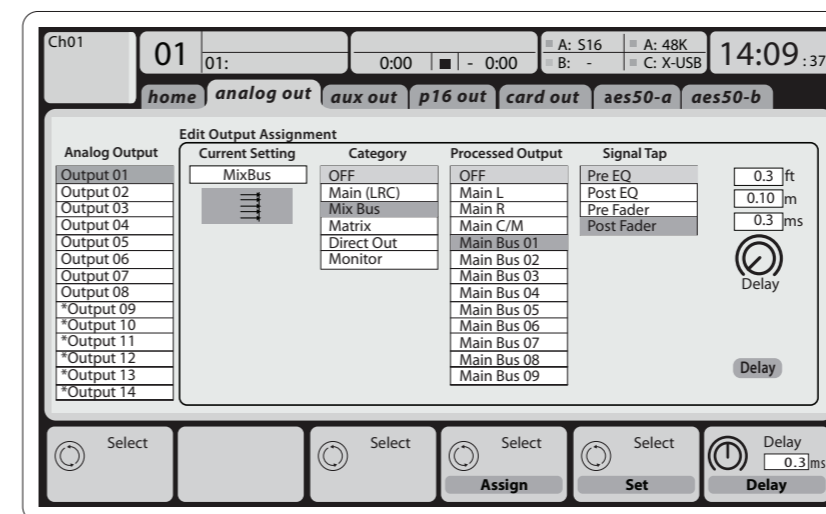 Ch01
01
01:
0:00 - 0:00
A: S16
B: -
A: 48K
C: X-USB
14:09 :37
home analog out aux out p16 out card out aes50-a aes50-b
Edit Output Assignment
Analog Output
Output 01
Output 02
Output 03
Output 04
Output 05
Output 06
Output 07
Output 08
*Output 09
*Output 10
*Output 11
*Output 12
*Output 13
*Output 14
Current Setting
MixBus
Category
OFF
Main (LRC)
Mix Bus
Matrix
Direct Out
Monitor
Processed Output
OFF
Main L
Main R
Main C/M
Main Bus 01
Main Bus 02
Main Bus 03
Main Bus 04
Main Bus 05
Main Bus 06
Main Bus 07
Main Bus 08
Main Bus 09
Signal Tap
Pre EQ
Post EQ
Pre Fader
Post Fader
0.3 ft
0.10 m
0.3 ms
Delay
Delay
Select
Select
Select
Assign
Select
Set
Delay
0.3 ms
Delay